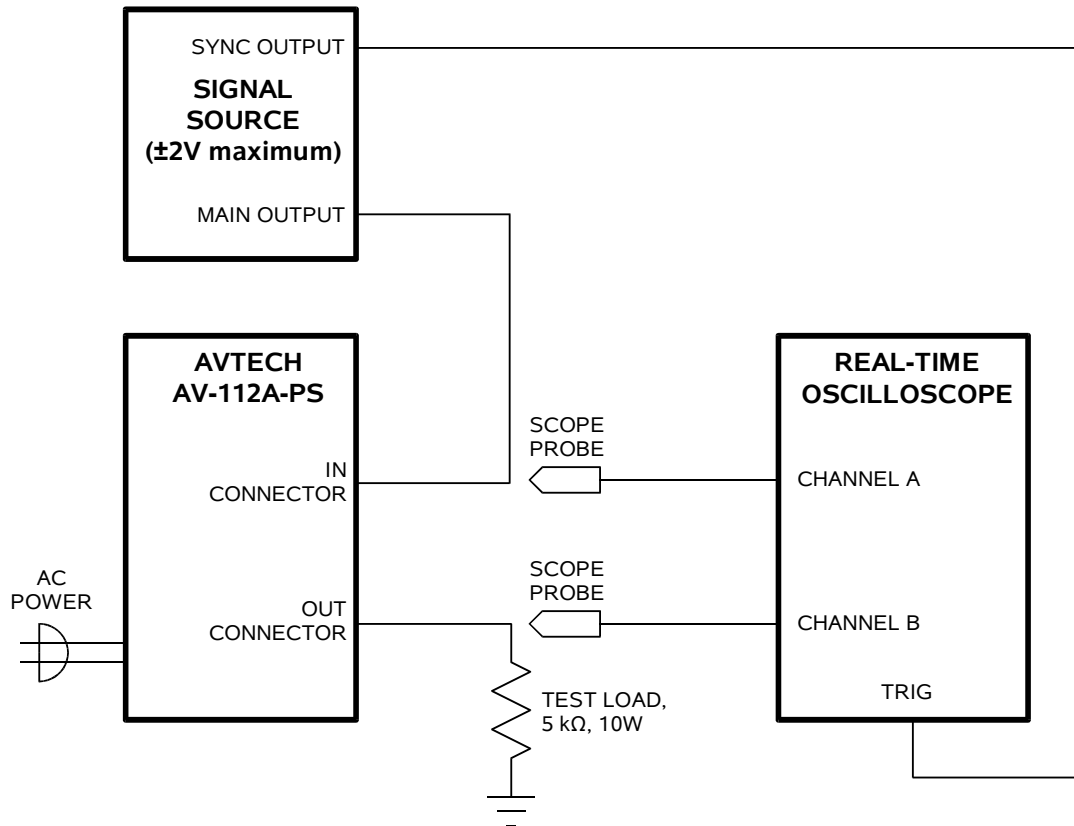 SYNC OUTPUT
SIGNAL
SOURCE
(±2V maximum)
MAIN OUTPUT
AVTECH
AV-112A-PS
IN
CONNECTOR
OUT
CONNECTOR
AC
POWER
SCOPE
PROBE
SCOPE
PROBE
TEST LOAD,
5 kΩ, 10W
REAL-TIME
OSCILLOSCOPE
CHANNEL A
CHANNEL B
TRIG